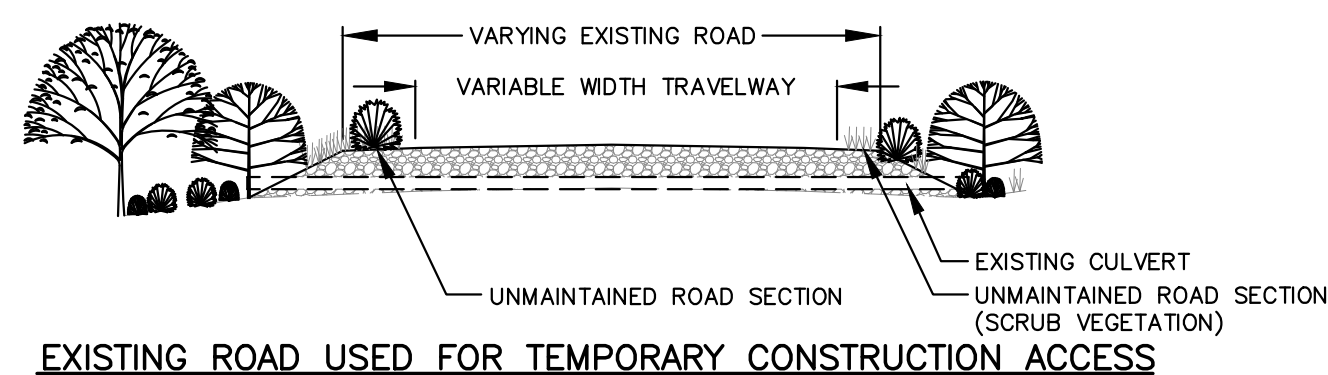 VARYING EXISTING ROAD
VARIABLE WIDTH TRAVELWAY
EXISTING CULVERT
UNMAINTAINED ROAD SECTION
UNMAINTAINED ROAD SECTION
(SCRUB VEGETATION)
EXISTING ROAD USED FOR TEMPORARY CONSTRUCTION ACCESS